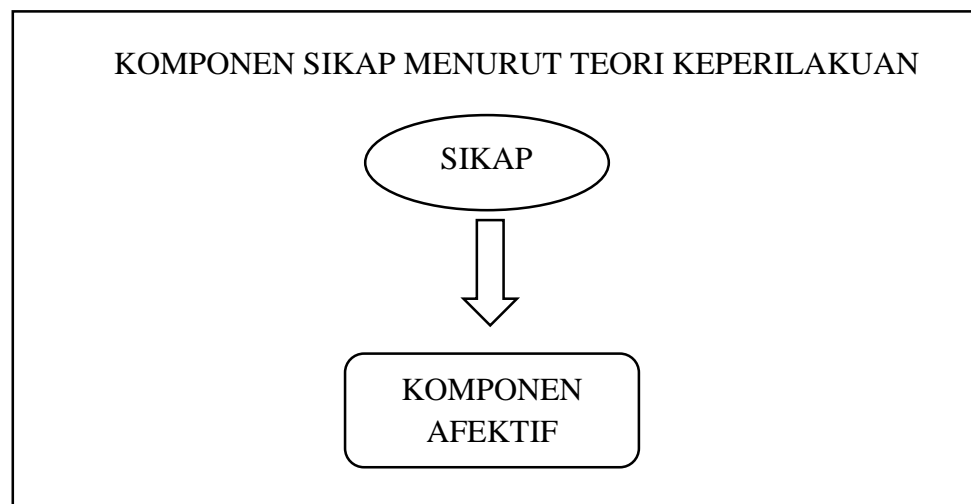 KOMPONEN SIKAP MENURUT TEORI KEPERILAKUAN
SIKAP
KOMPONEN
AFEKTIF